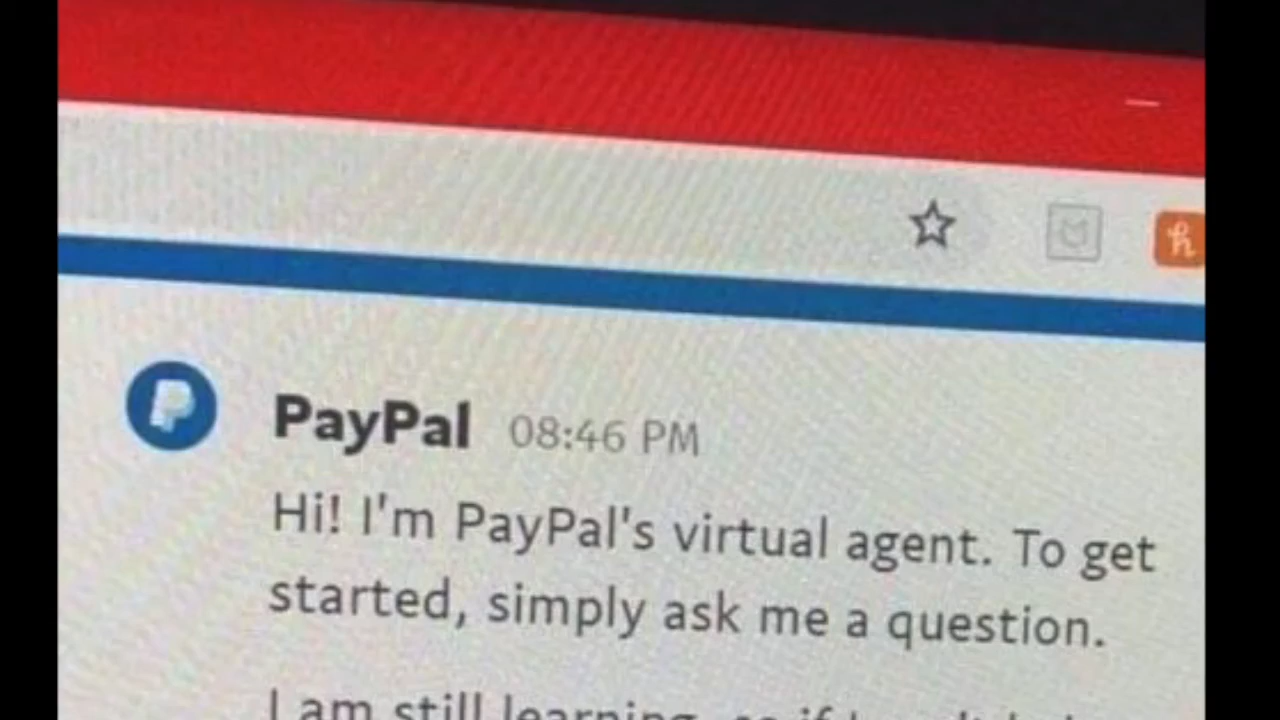 PayPal 08:46 PM
Hi! I'm PayPal's virtual agent. To get
started, simply ask me a question.
I am still learning, so if I